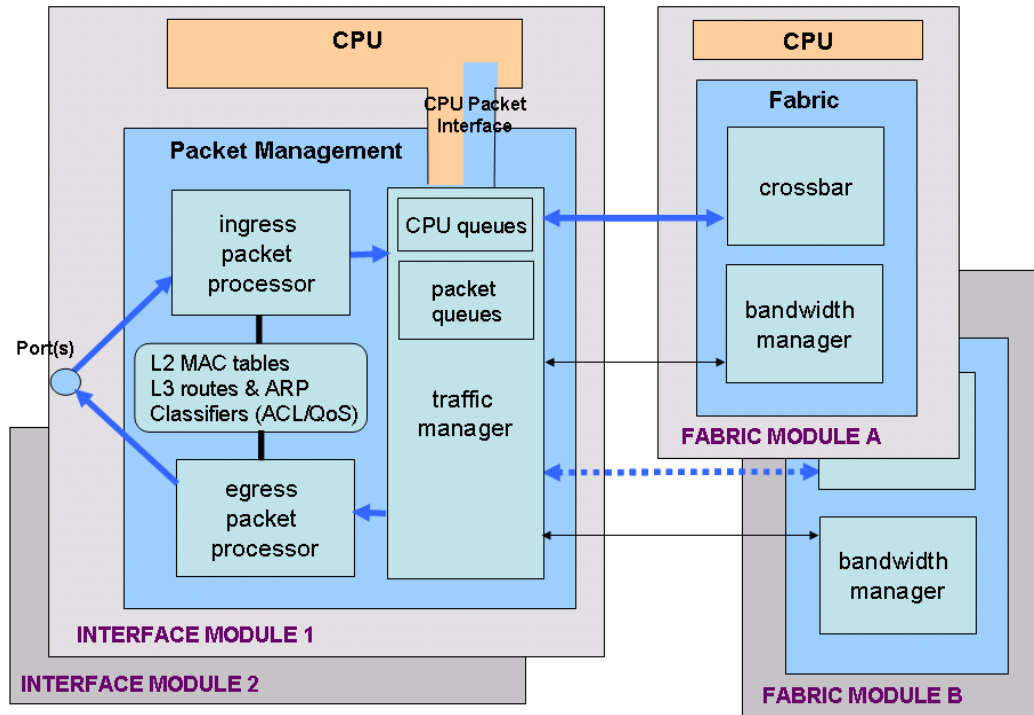 CPU
CPU Packet
Interface
Packet Management
ingress
packet
processor
CPU queues
packet
queues
Port(s)
L2 MAC tables
L3 routes & ARP
Classifiers (ACL/QoS)
traffic
manager
egress
packet
processor
INTERFACE MODULE 1
INTERFACE MODULE 2
CPU
Fabric
crossbar
bandwidth
manager
FABRIC MODULE A
bandwidth
manager
FABRIC MODULE B